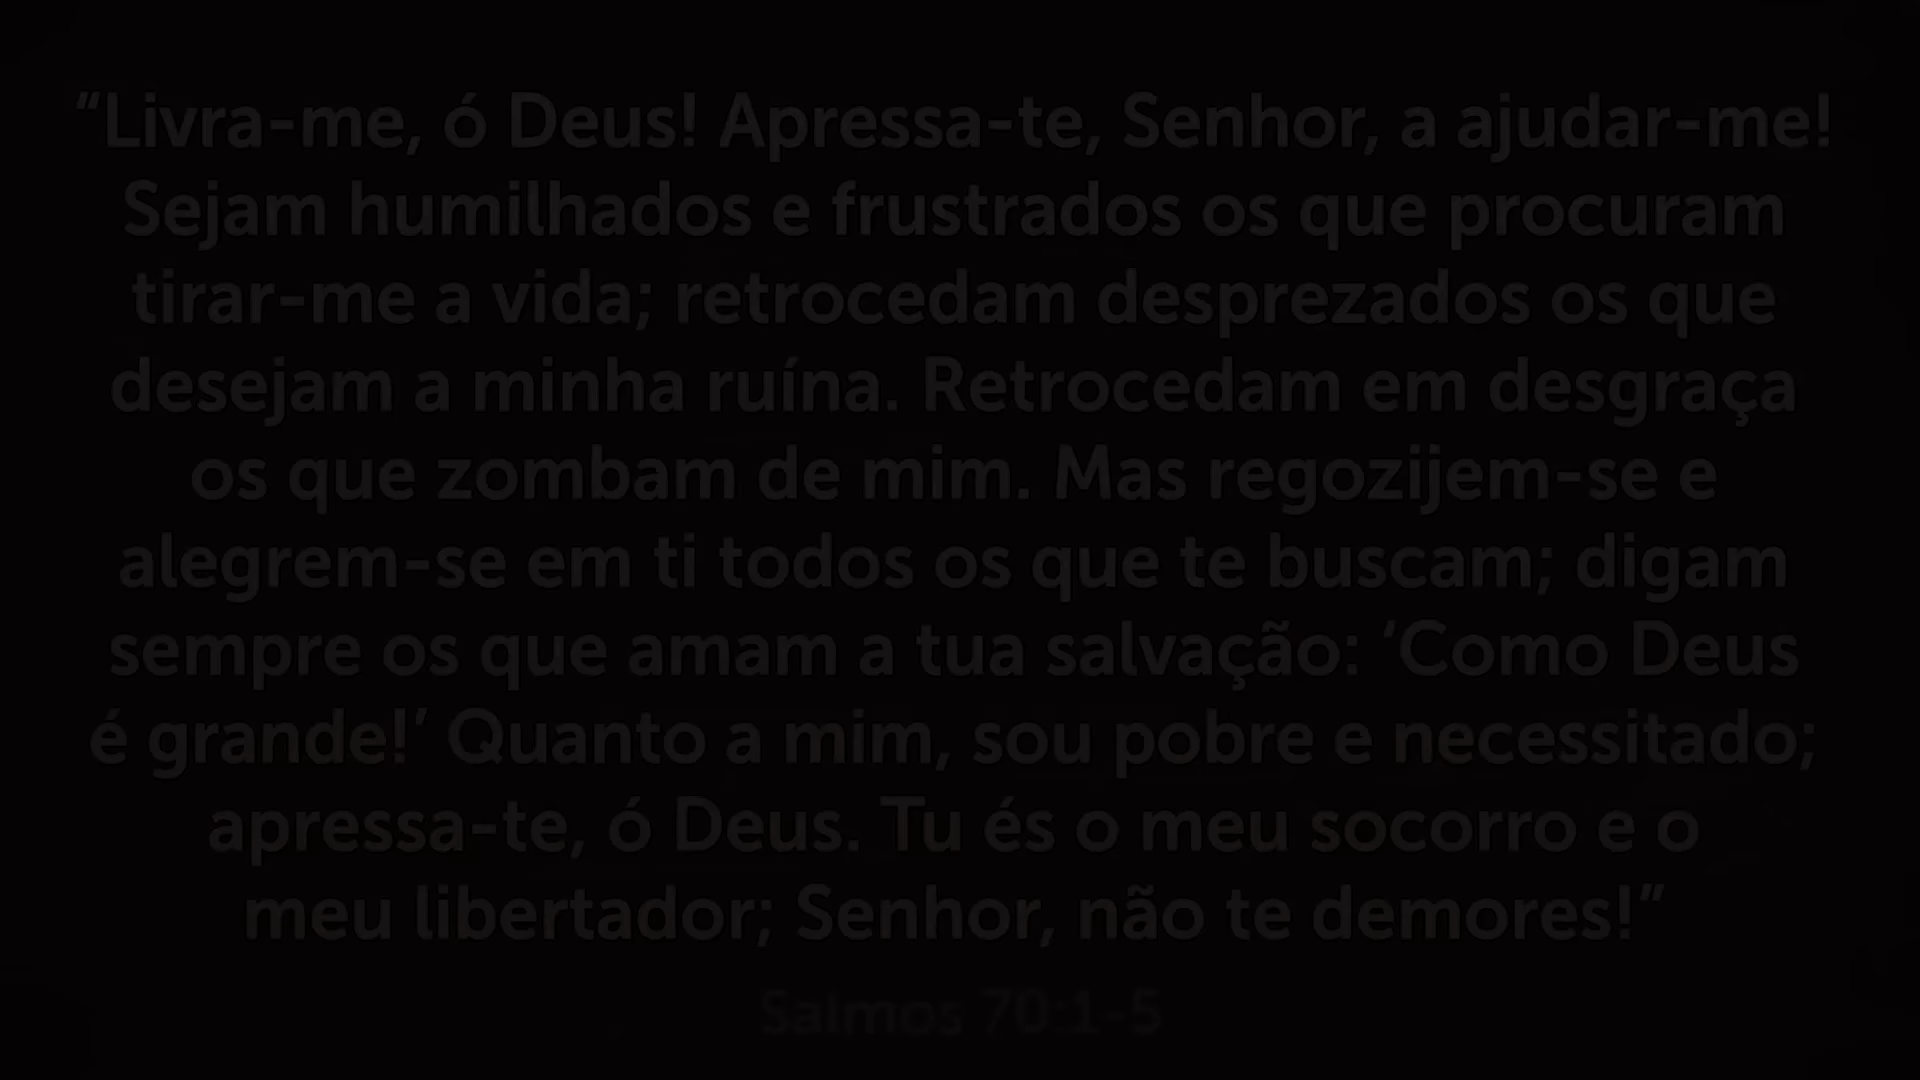 “Livra-me, ó Deus! Apressa-te, Senhor, a ajudar-me!
Sejam humilhados e frustrados os que procuram
tirar-me a vida; retrocedam desprezados os que
desejam a minha ruína. Retrocedam em desgraça
os que zombam de mim. Mas regozijem-se e
alegrem-se em ti todos os que te buscam; digam
sempre os que amam a tua salvação: ‘Como Deus
é grande!’ Quanto a mim, sou pobre e necessitado;
apressa-te, ó Deus. Tu és o meu socorro e o
meu libertador; Senhor, não te demores!”
Salmos 70:1-5